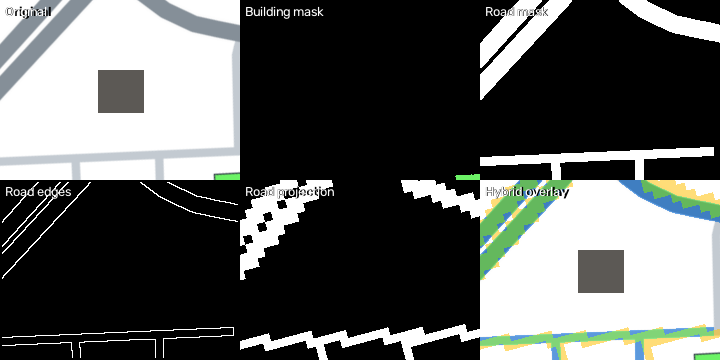 Original
Building mask
Road mask
Road edges
Road projection
Hybrid overlay